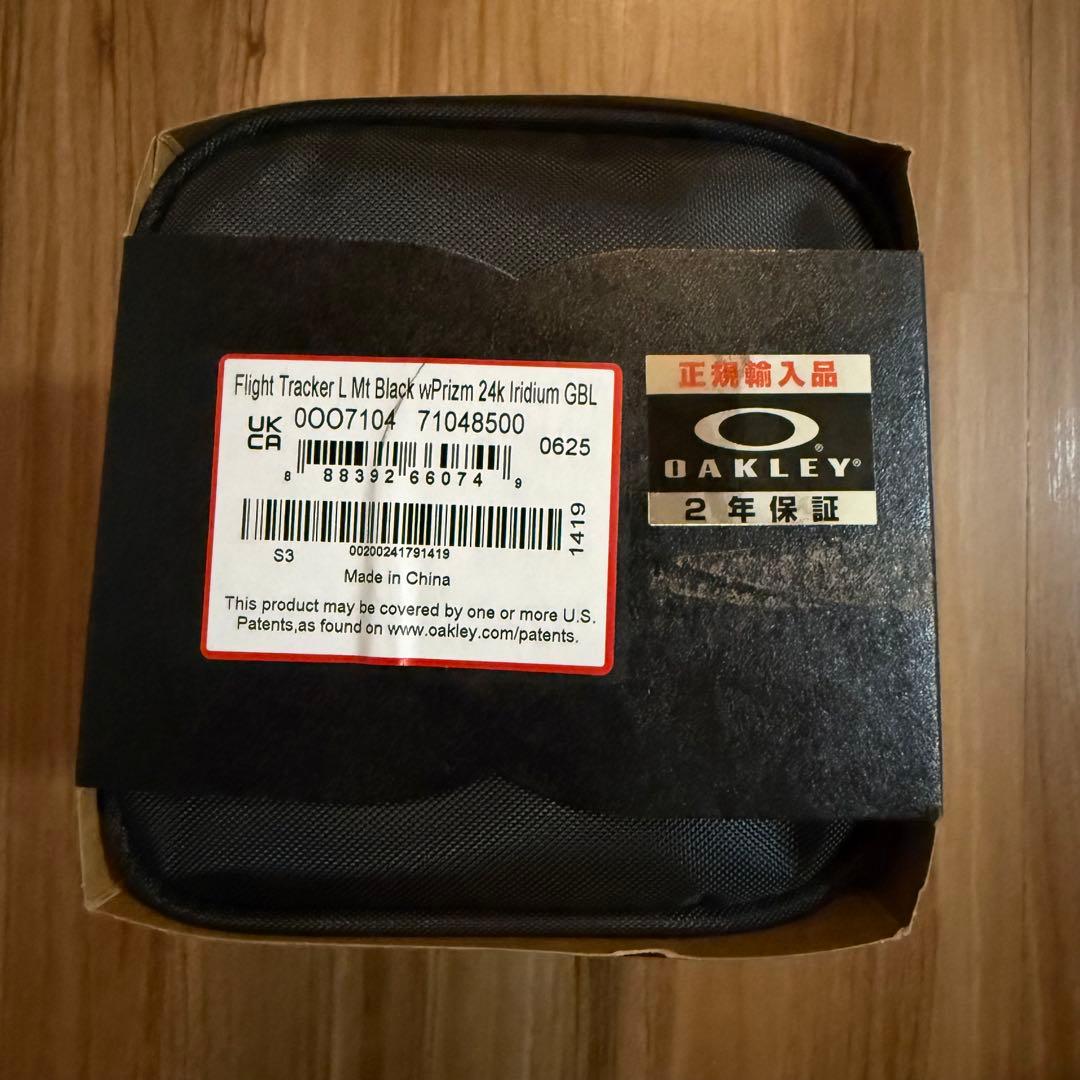 Flight Tracker L Mt Black wPrizm 24k Iridium GBL
UK
CA
0OO7104 71048500
0625
8 88392 66074 9
1419
S3 00200241791419
Made in China
This product may be covered by one or more U.S.
Patents,as found on www.oakley.com/patents.
正規輸入品
OAKLEY®
2年保証